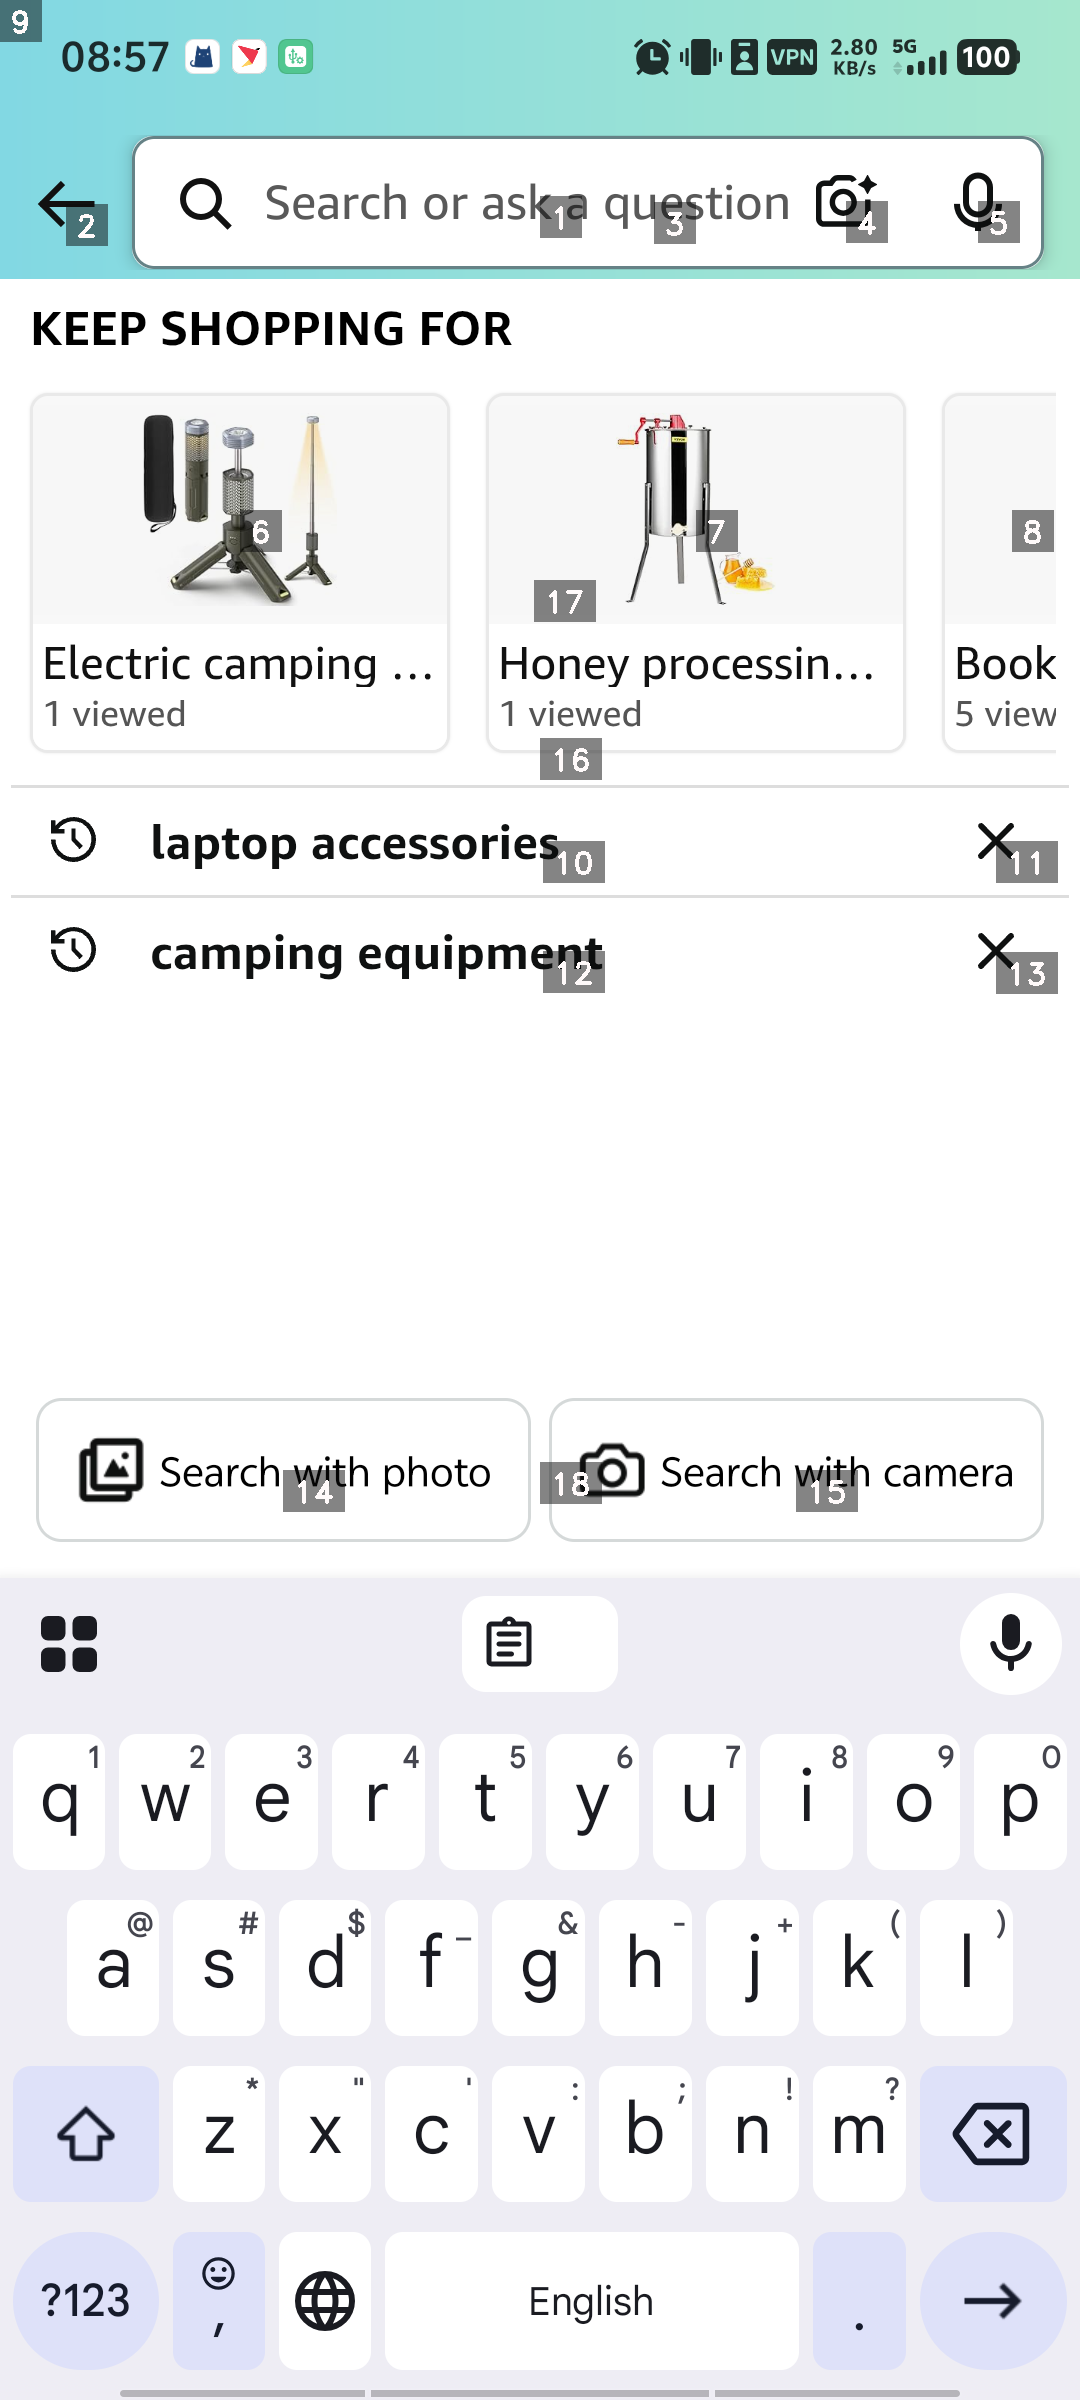 9
08:57
VPN
2.80 KB/s
5G
100
2
Search or ask a question
1
3
4
5
KEEP SHOPPING FOR
6
7
8
17
Electric camping ...
1 viewed
Honey processin...
1 viewed
Book
5 view
16
laptop accessories
10
11
camping equipment
12
13
Search with photo
14
18
Search with camera
15
1 2 3 4 5 6 7 8 9 0
q w e r t y u i o p
@ # $ _ & - + ( )
a s d f g h j k l
* " ' : ; ! ?
z x c v b n m
?123
,
English
.